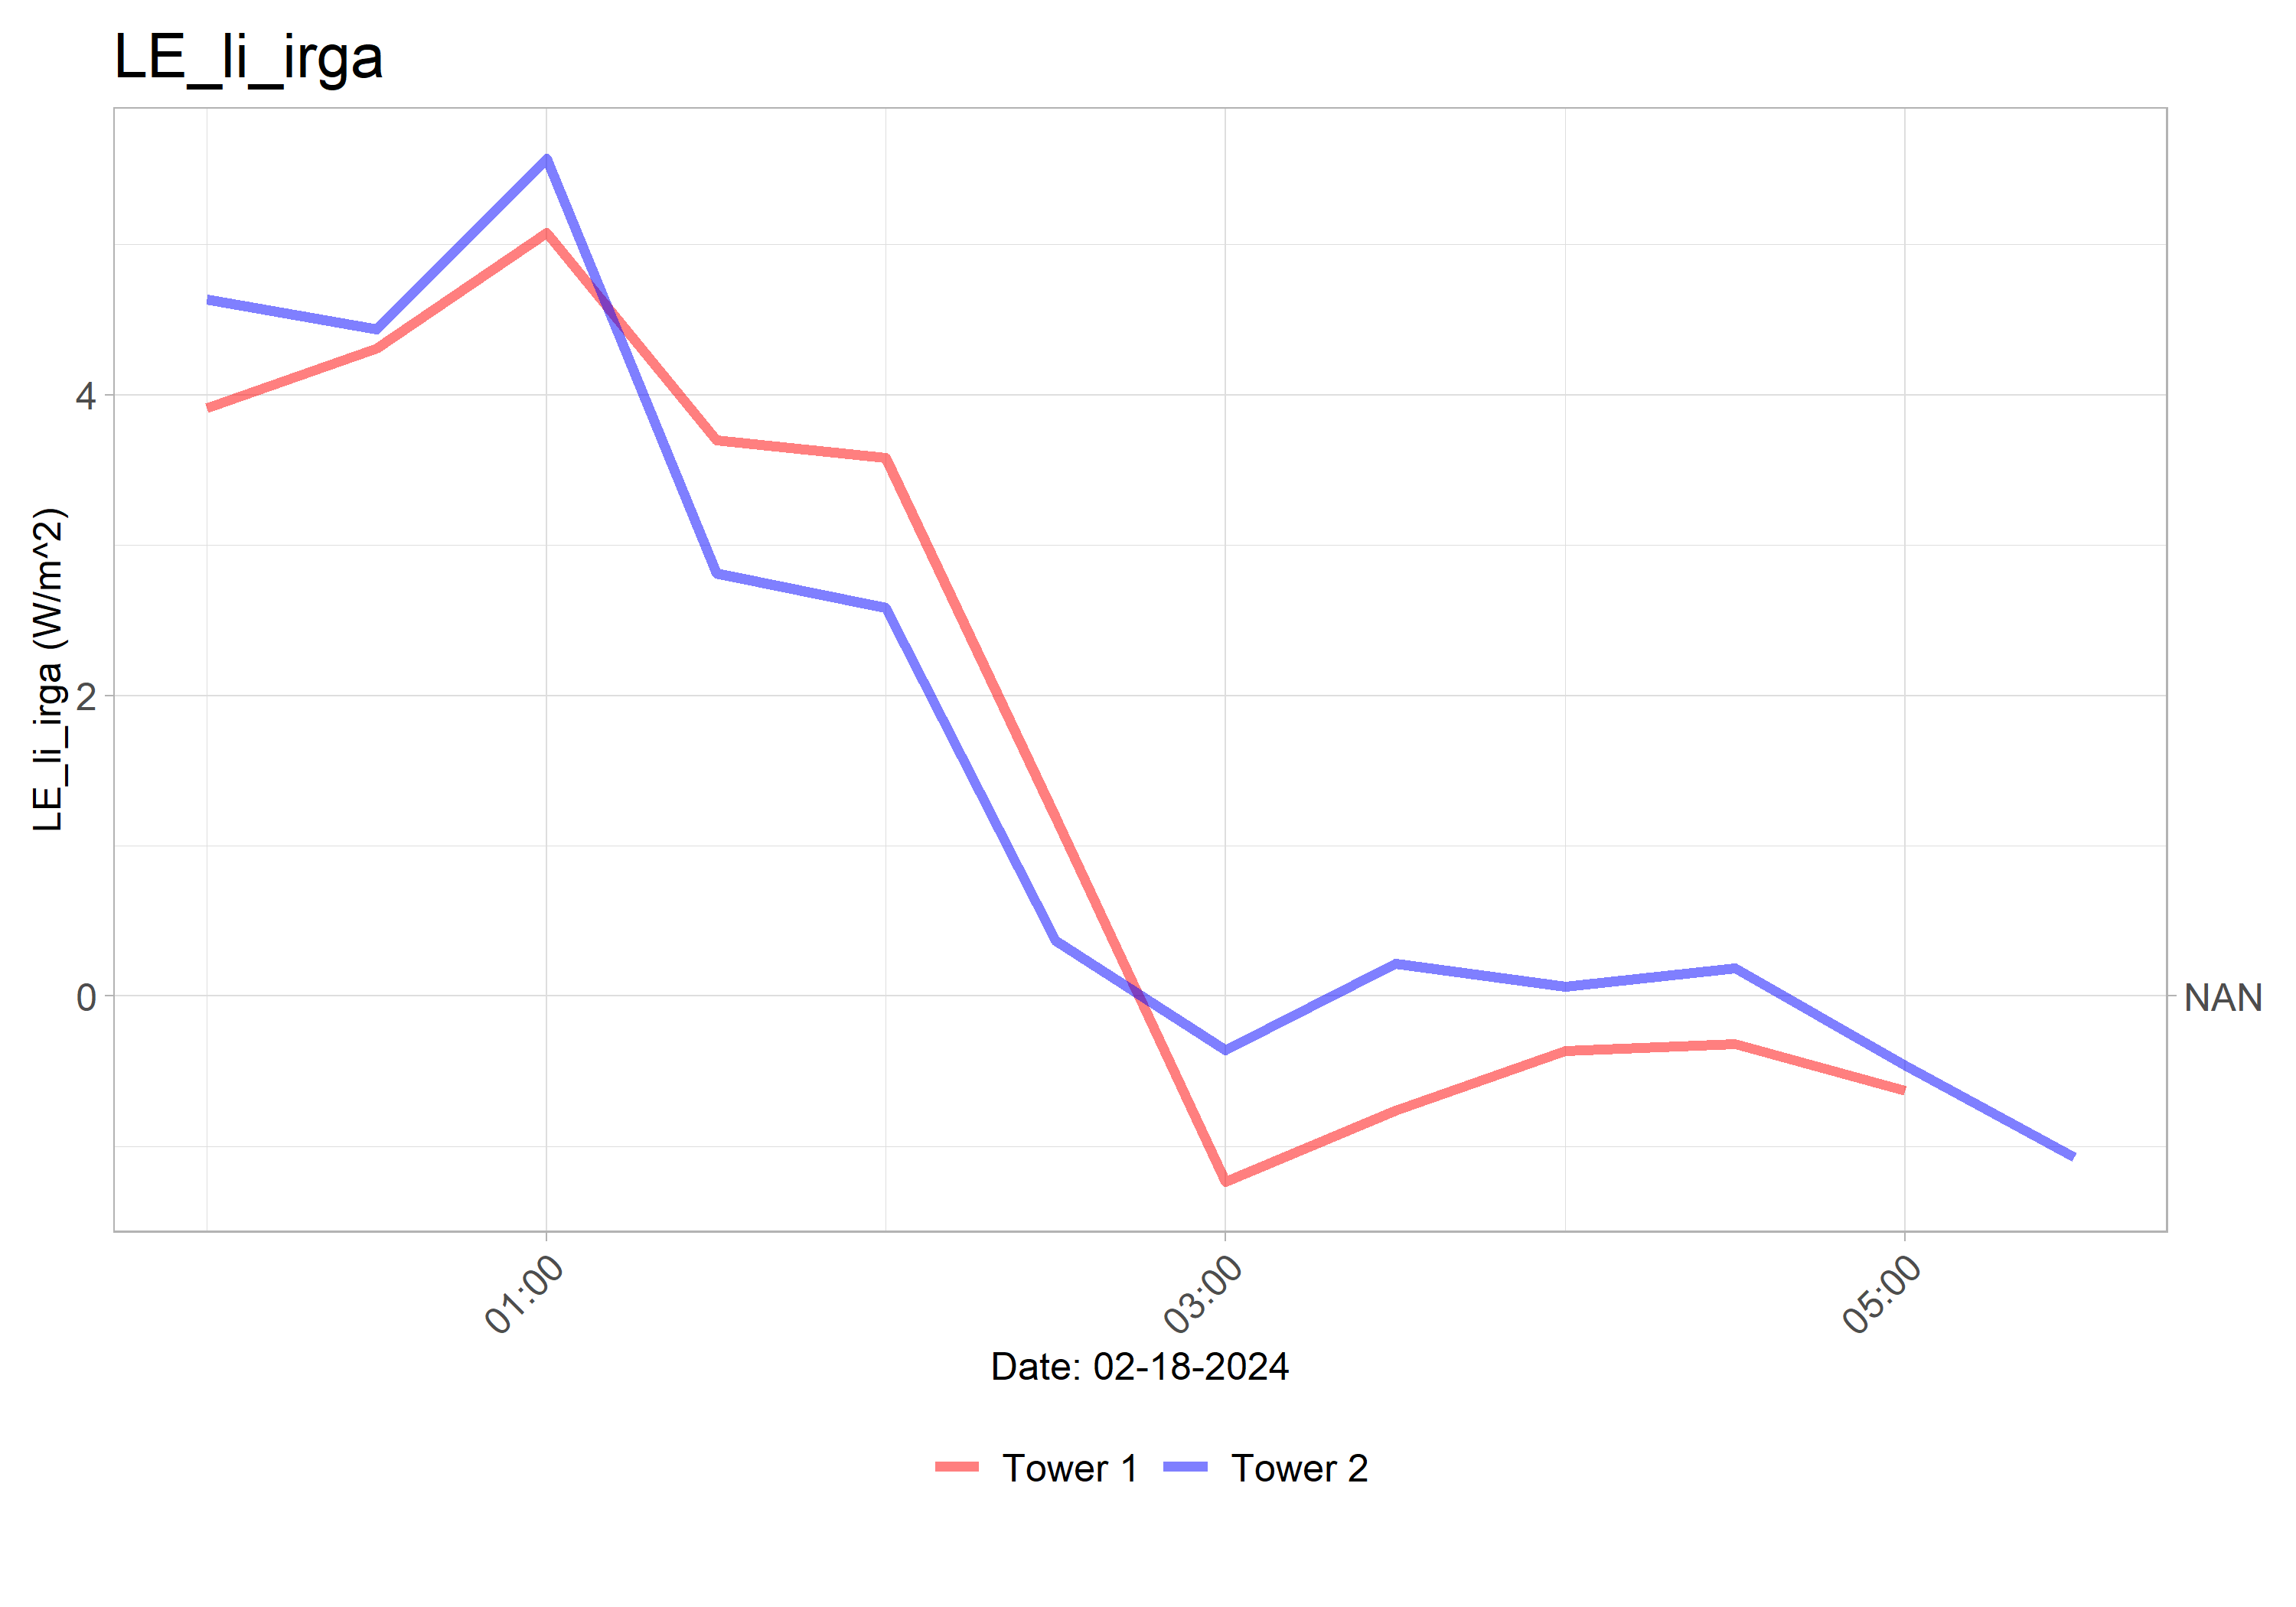 LE_li_irga
LE_li_irga (W/m^2)
4
2
0
NAN
01:00
03:00
05:00
Date: 02-18-2024
Tower 1
Tower 2